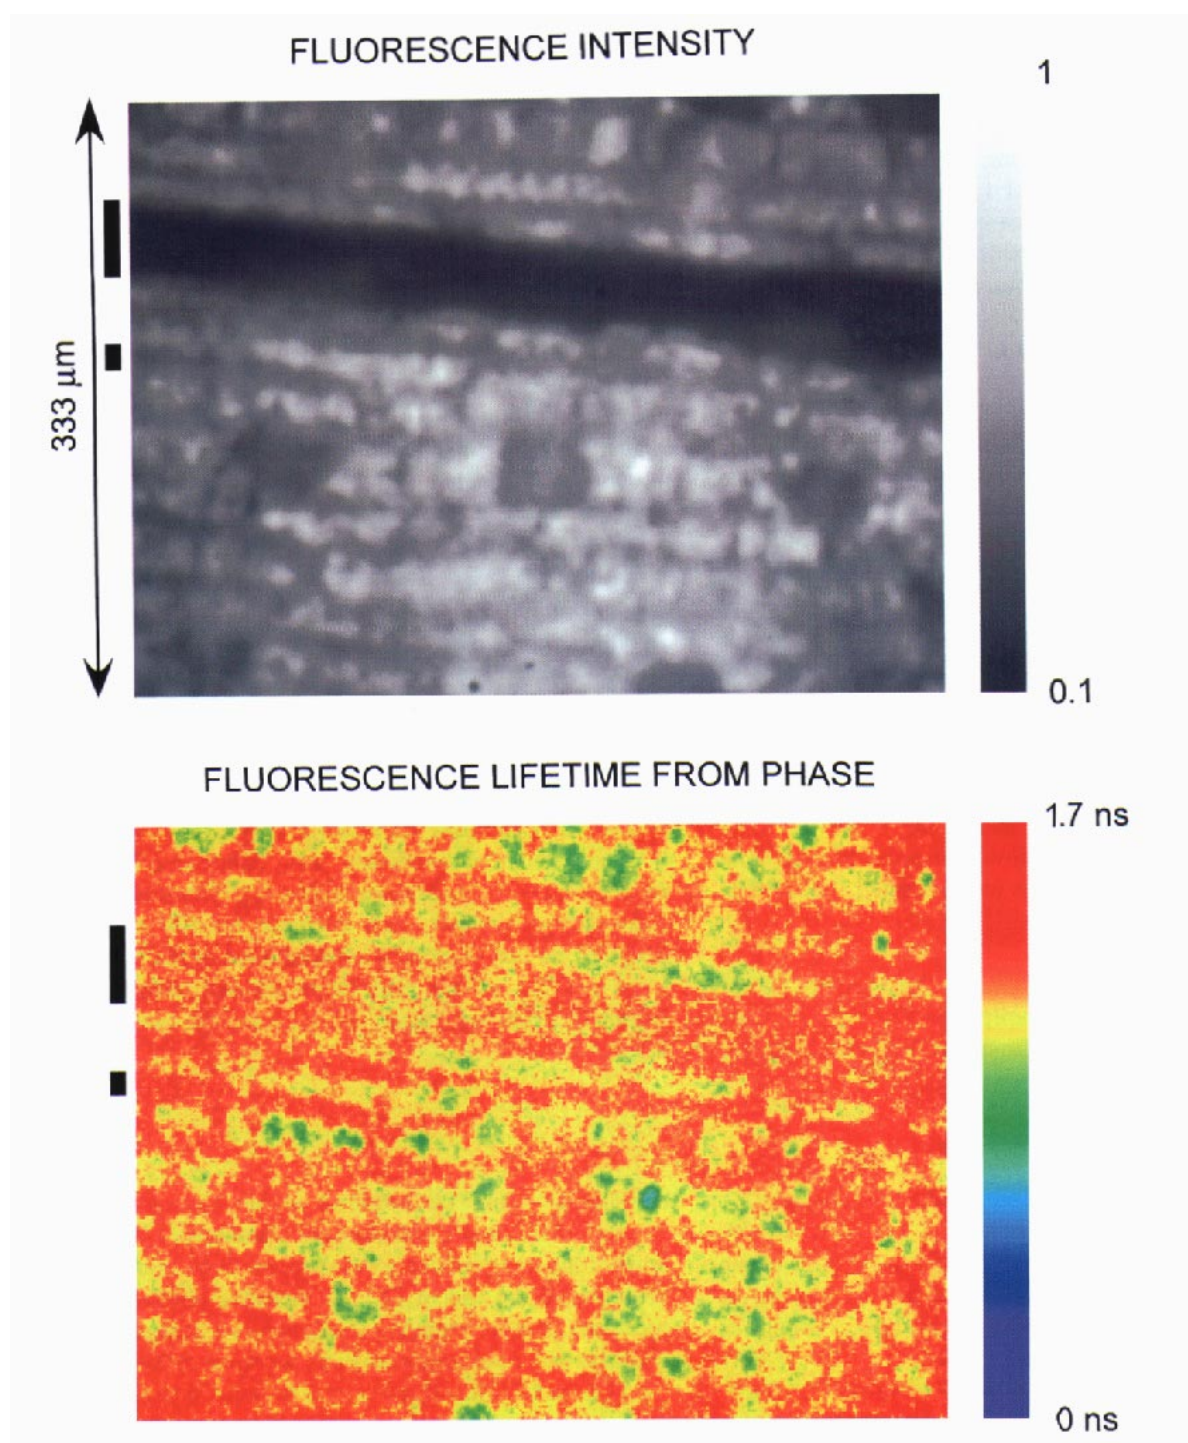 FLUORESCENCE INTENSITY
1
333 μm
0.1
FLUORESCENCE LIFETIME FROM PHASE
1.7 ns
0 ns